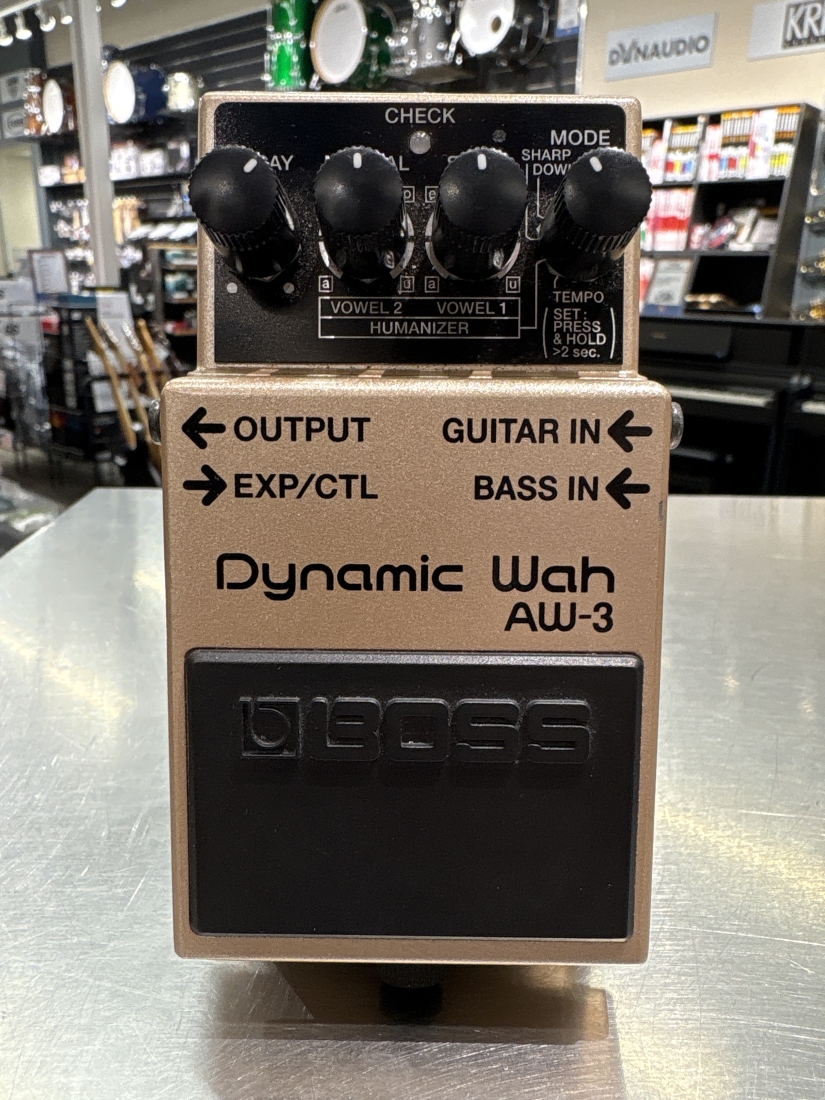 DYNAUDIO
CHECK
MODE
SHARP
TEMPO
VOWEL 2 VOWEL 1
HUMANIZER
SET:
PRESS
& HOLD
>2 sec.
← OUTPUT GUITAR IN ←
→ EXP/CTL BASS IN ←
Dynamic Wah
AW-3
BOSS